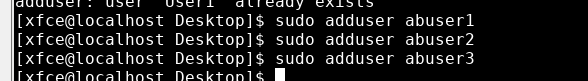 adduser: user 'User1' already exists
[xfce@localhost Desktop]$ sudo adduser abuser1
[xfce@localhost Desktop]$ sudo adduser abuser2
[xfce@localhost Desktop]$ sudo adduser abuser3
[xfce@localhost Desktop]$